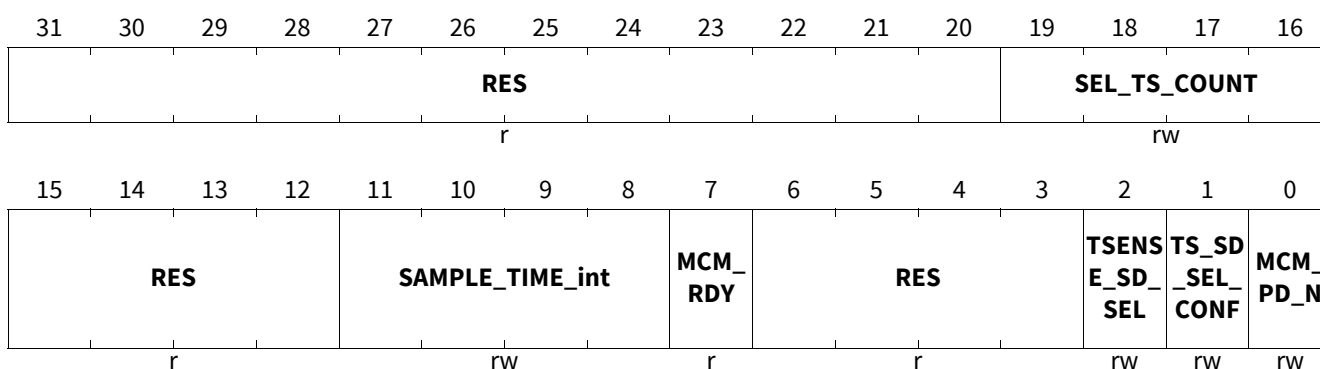 31 30 29 28 27 26 25 24 23 22 21 20 19 18 17 16
RES SEL_TS_COUNT
r rw
15 14 13 12 11 10 9 8 7 6 5 4 3 2 1 0
RES SAMPLE_TIME_int MCM_ RDY RES TSENS E_SD_ SEL TS_SD _SEL_ CONF MCM_ PD_N
r rw r r rw rw rw